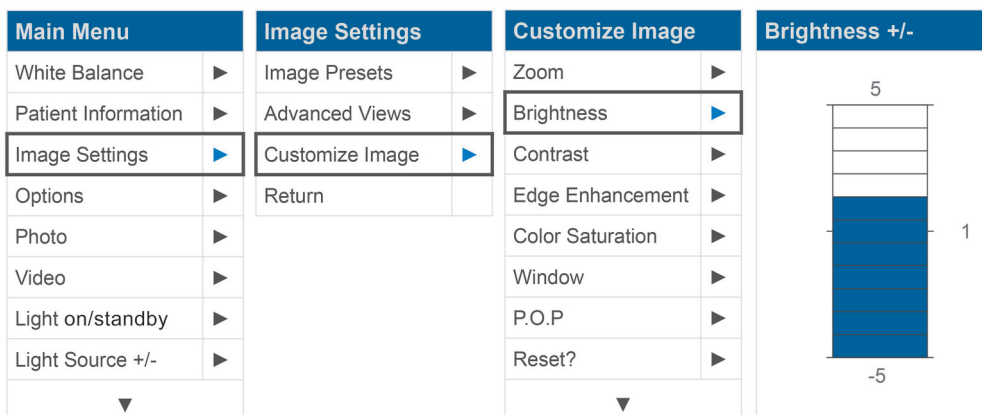 Main Menu
White Balance
Patient Information
Image Settings
Options
Photo
Video
Light on/standby
Light Source +/-
Image Settings
Image Presets
Advanced Views
Customize Image
Return
Customize Image
Zoom
Brightness
Contrast
Edge Enhancement
Color Saturation
Window
P.O.P
Reset?
Brightness +/-
5
1
-5